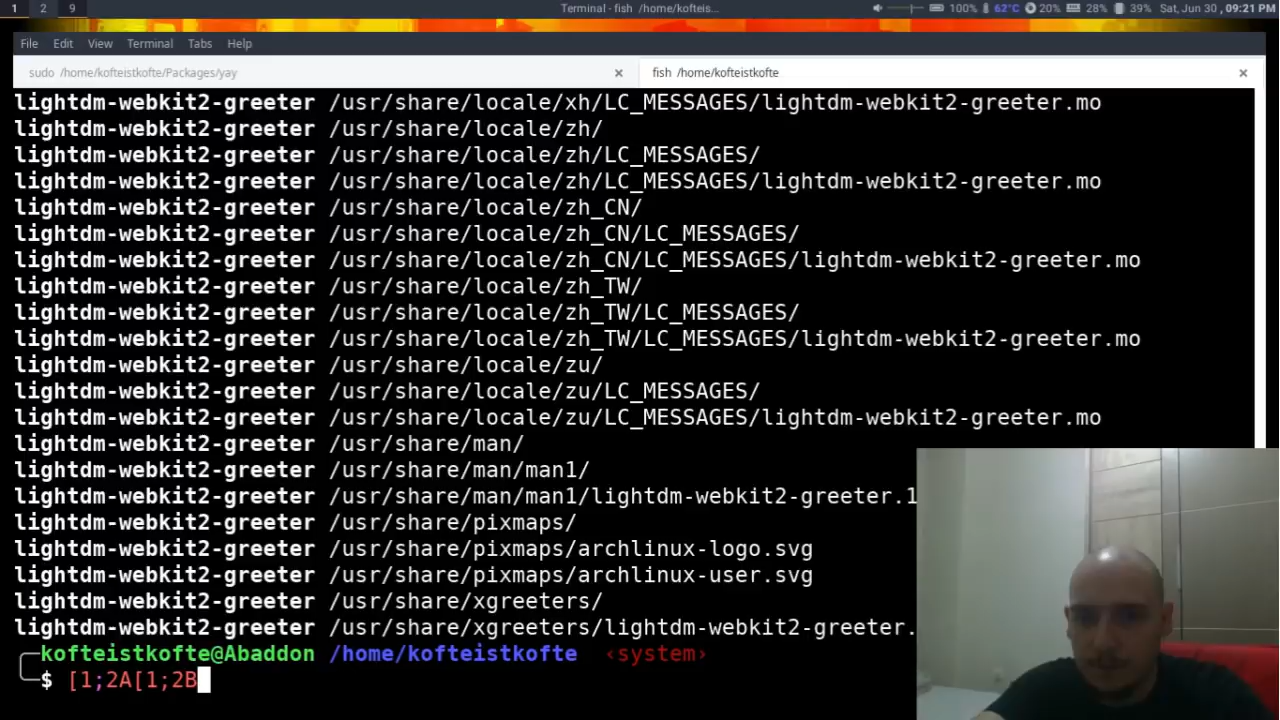 1 2 9 Terminal - fish /home/kofteis... 100% 62°C 20% 28% 39% Sat, Jun 30 , 09:21 PM
File Edit View Terminal Tabs Help
sudo /home/kofteistkofte/Packages/yay × fish /home/kofteistkofte ×
lightdm-webkit2-greeter /usr/share/locale/xh/LC_MESSAGES/lightdm-webkit2-greeter.mo
lightdm-webkit2-greeter /usr/share/locale/zh/
lightdm-webkit2-greeter /usr/share/locale/zh/LC_MESSAGES/
lightdm-webkit2-greeter /usr/share/locale/zh/LC_MESSAGES/lightdm-webkit2-greeter.mo
lightdm-webkit2-greeter /usr/share/locale/zh_CN/
lightdm-webkit2-greeter /usr/share/locale/zh_CN/LC_MESSAGES/
lightdm-webkit2-greeter /usr/share/locale/zh_CN/LC_MESSAGES/lightdm-webkit2-greeter.mo
lightdm-webkit2-greeter /usr/share/locale/zh_TW/
lightdm-webkit2-greeter /usr/share/locale/zh_TW/LC_MESSAGES/
lightdm-webkit2-greeter /usr/share/locale/zh_TW/LC_MESSAGES/lightdm-webkit2-greeter.mo
lightdm-webkit2-greeter /usr/share/locale/zu/
lightdm-webkit2-greeter /usr/share/locale/zu/LC_MESSAGES/
lightdm-webkit2-greeter /usr/share/locale/zu/LC_MESSAGES/lightdm-webkit2-greeter.mo
lightdm-webkit2-greeter /usr/share/man/
lightdm-webkit2-greeter /usr/share/man/man1/
lightdm-webkit2-greeter /usr/share/man/man1/lightdm-webkit2-greeter.1
lightdm-webkit2-greeter /usr/share/pixmaps/
lightdm-webkit2-greeter /usr/share/pixmaps/archlinux-logo.svg
lightdm-webkit2-greeter /usr/share/pixmaps/archlinux-user.svg
lightdm-webkit2-greeter /usr/share/xgreeters/
lightdm-webkit2-greeter /usr/share/xgreeters/lightdm-webkit2-greeter.
kofteistkofte@Abaddon /home/kofteistkofte ‹system›
$ [1;2A[1;2B